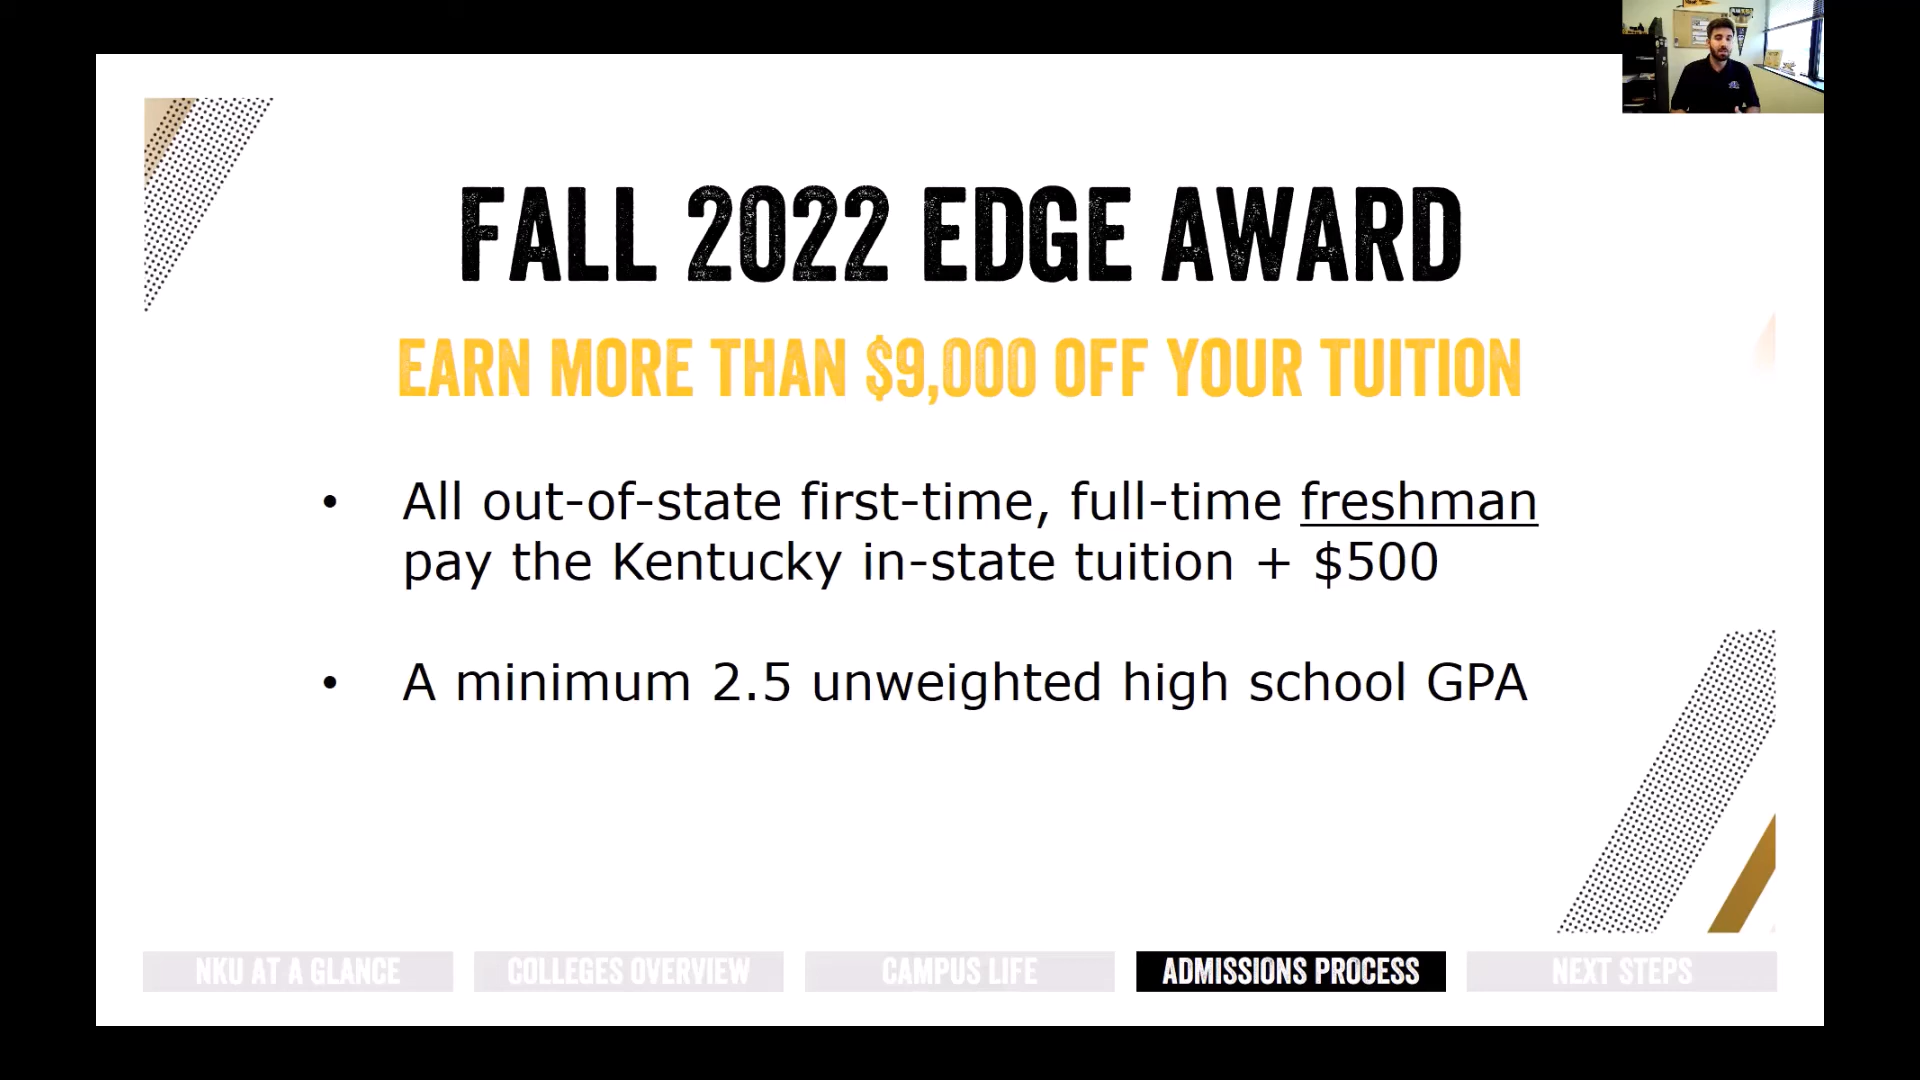 FALL 2022 EDGE AWARD
EARN MORE THAN $9,000 OFF YOUR TUITION
• All out-of-state first-time, full-time freshman
pay the Kentucky in-state tuition + $500
• A minimum 2.5 unweighted high school GPA
NKU AT A GLANCE
COLLEGES OVERVIEW
CAMPUS LIFE
ADMISSIONS PROCESS
NEXT STEPS